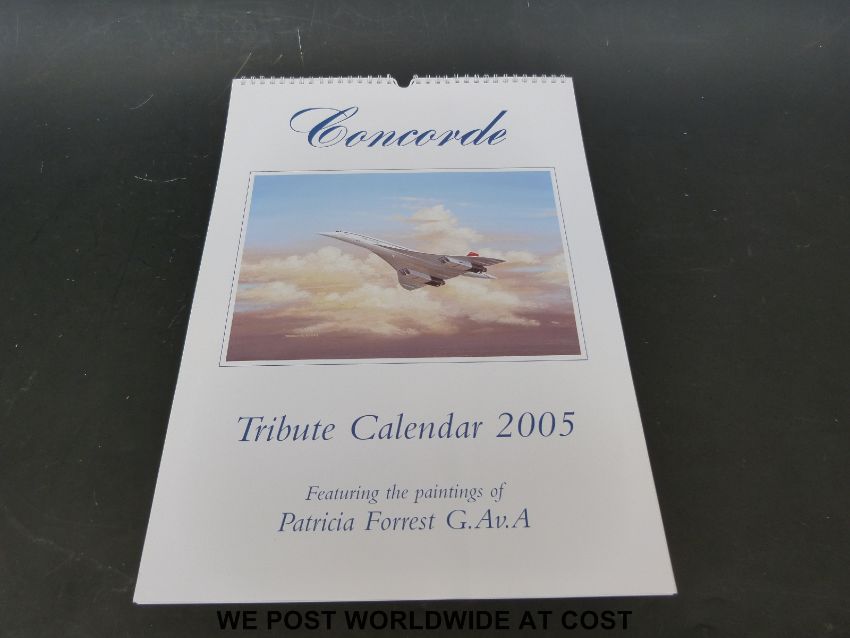 Concorde
Tribute Calendar 2005
Featuring the paintings of
Patricia Forrest G.Av.A
WE POST WORLDWIDE AT COST